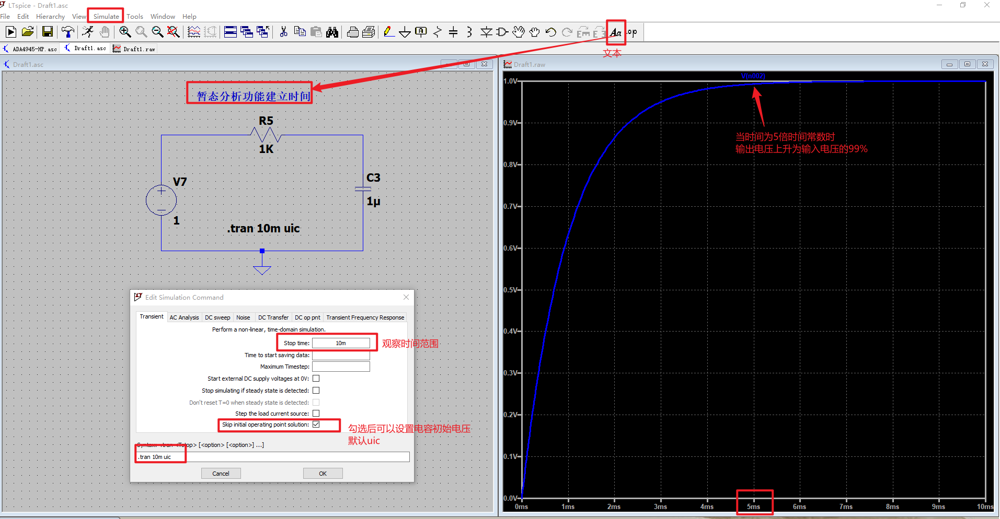 LTspice - Draft1.asc
File Edit Hierarchy View Simulate Tools Window Help
Aα .op
文本
ADA4945-HP.asc Draft1.asc Draft1.raw
Draft1.asc
暂态分析功能建立时间
R5
1K
V7
1
C3
1µ
.tran 10m uic
Edit Simulation Command
Transient AC Analysis DC sweep Noise DC Transfer DC op pnt Transient Frequency Response
Perform a non-linear, time-domain simulation.
Stop time: 10m
观察时间范围
Time to start saving data:
Maximum Timestep:
Start external DC supply voltages at 0V:
Stop simulating if steady state is detected:
Don't reset T=0 when steady state is detected:
Step the load current source:
Skip initial operating point solution:
勾选后可以设置电容初始电压
默认uic
Syntax: .tran <Tstop> [<option> [<option>] ...]
.tran 10m uic
Cancel OK
Draft1.raw
V(n002)
1.0V
0.9V
0.8V
0.7V
0.6V
0.5V
0.4V
0.3V
0.2V
0.1V
0.0V
当时间为5倍时间常数时
输出电压上升为输入电压的99%
0ms 1ms 2ms 3ms 4ms 5ms 6ms 7ms 8ms 9ms 10ms